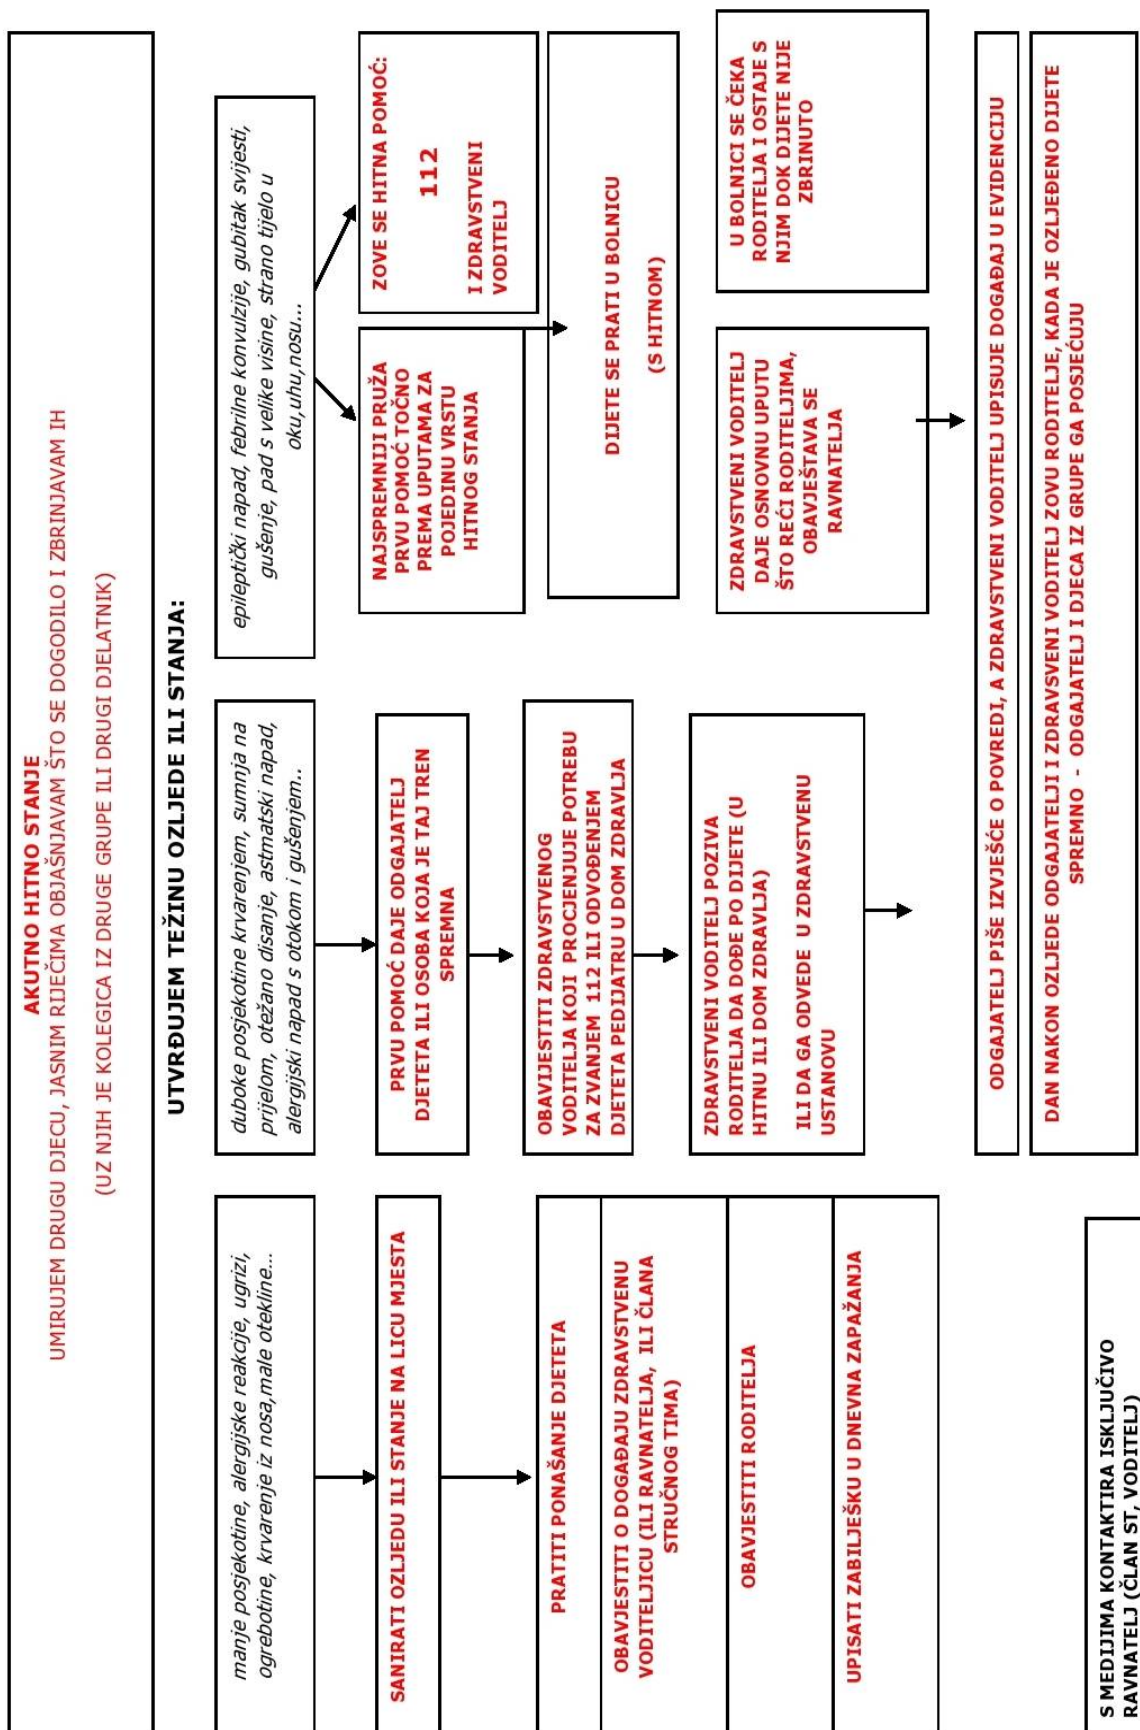 AKUTNO HITNO STANJE
UMIRUJEM DRUGU DJECU, JASNIM RIJEČIMA OBJAŠNJAVAM ŠTO SE DOGODILO I ZBRINJAVAM IH
(UZ NJIH JE KOLEGICA IZ DRUGE GRUPE ILI DRUGI DJELATNIK)
UTVRĐUJEM TEŽINU OZLJEDE ILI STANJA:
manje posjekotine, alergijske reakcije, ugrizi,
ogrebotine, krvarenje iz nosa,male otekline...
SANIRATI OZLJEDU ILI STANJE NA LICU MJESTA
PRATITI PONAŠANJE DJETETA
OBAVJESTITI O DOGAĐAJU ZDRAVSTVENU
VODITELJICU (ILI RAVNATELJA, ILI ČLANA
STRUČNOG TIMA)
OBAVJESTITI RODITELJA
UPISATI ZABILJEŠKU U DNEVNA ZAPAŽANJA
duboke posjekotine krvarenjem, sumnja na
prijelom, otežano disanje, astmatski napad,
alergijski napad s otokom i gušenjem..
PRVU POMOĆ DAJE ODGAJATELJ
DJETETA ILI OSOBA KOJA JE TAJ TREN
SPREMNA
OBAVIJESTITI ZDRAVSTVENOG
VODITELJA KOJI PROCJENJUJE POTREBU
ZA ZVANJEM 112 ILI ODVOĐENJEM
DJETETA PEDIJATRU U DOM ZDRAVLJA
ZDRAVSTVENI VODITELJ POZIVA
RODITELJA DA DOĐE PO DIJETE (U
HITNU ILI DOM ZDRAVLJA)
ILI DA GA ODVEDE U ZDRAVSTVENU
USTANOVU
epileptički napad, febrilne konvulzije, gubitak svijesti,
gušenje, pad s velike visine, strano tijelo u
oku,uhu,nosu...
NAJSPREMNIJI PRUŽA
PRVU POMOĆ TOČNO
PREMA UPUTAMA ZA
POJEDINU VRSTU
HITNOG STANJA
ZOVE SE HITNA POMOĆ:
112
I ZDRAVSTVENI
VODITELJ
DIJETE SE PRATI U BOLNICU
(S HITNOM)
ZDRAVSTVENI VODITELJ
DAJE OSNOVNU UPUTU
ŠTO REĆI RODITELJIMA,
OBAVJEŠTAVA SE
RAVNATELJA
U BOLNICI SE ČEKA
RODITELJA I OSTAJE S
NJIM DOK DIJETE NIJE
ZBRINUTO
ODGAJATELJ PIŠE IZVJEŠĆE O POVREDI, A ZDRAVSTVENI VODITELJ UPISUJE DOGAĐAJ U EVIDENCIJU
DAN NAKON OZLJEDE ODGAJATELJI I ZDRAVSVENI VODITELJ ZOVU RODITELJE, KADA JE OZLJEĐENO DIJETE
SPREMNO - ODGAJATELJ I DJECA IZ GRUPE GA POSJEĆUJU
S MEDIJIMA KONTAKTIRA ISKLJUČIVO
RAVNATELJ (ČLAN ST, VODITELJ)